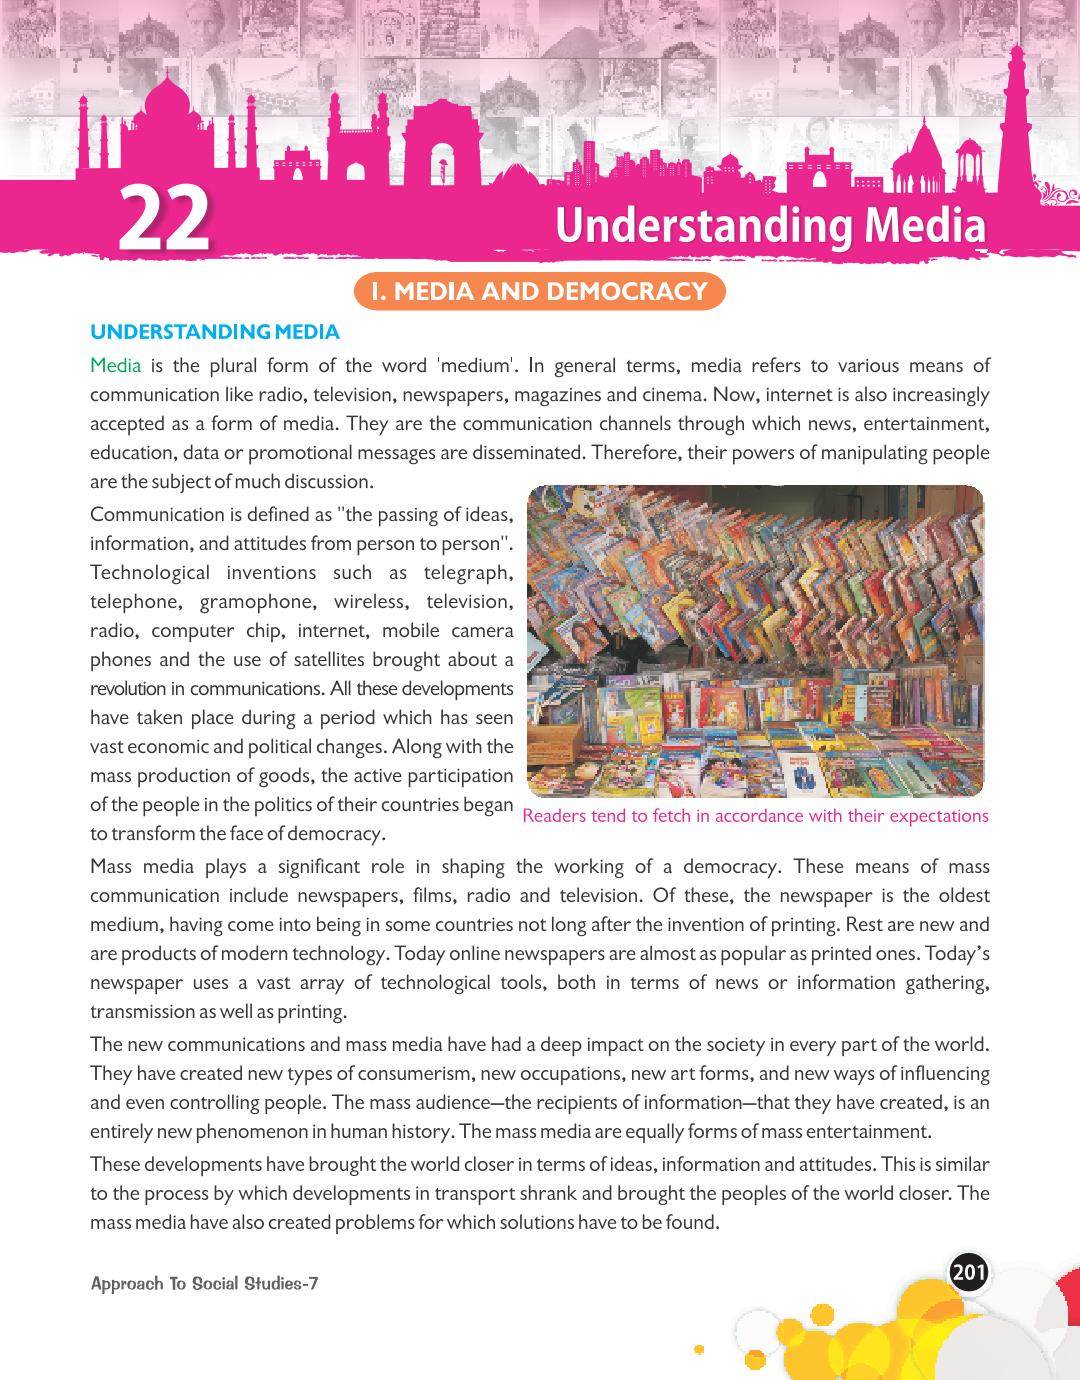 22
Understanding Media
I. MEDIA AND DEMOCRACY
UNDERSTANDING MEDIA
Media is the plural form of the word 'medium'. In general terms, media refers to various means of
communication like radio, television, newspapers, magazines and cinema. Now, internet is also increasingly
accepted as a form of media. They are the communication channels through which news, entertainment,
education, data or promotional messages are disseminated. Therefore, their powers of manipulating people
are the subject of much discussion.
Communication is defined as "the passing of ideas,
information, and attitudes from person to person".
Technological inventions such as telegraph,
telephone, gramophone, wireless, television,
radio, computer chip, internet, mobile camera
phones and the use of satellites brought about a
revolution in communications. All these developments
have taken place during a period which has seen
vast economic and political changes. Along with the
mass production of goods, the active participation
of the people in the politics of their countries began
to transform the face of democracy.
Readers tend to fetch in accordance with their expectations
Mass media plays a significant role in shaping the working of a democracy. These means of mass
communication include newspapers, films, radio and television. Of these, the newspaper is the oldest
medium, having come into being in some countries not long after the invention of printing. Rest are new and
are products of modern technology. Today online newspapers are almost as popular as printed ones. Today's
newspaper uses a vast array of technological tools, both in terms of news or information gathering,
transmission as well as printing.
The new communications and mass media have had a deep impact on the society in every part of the world.
They have created new types of consumerism, new occupations, new art forms, and new ways of influencing
and even controlling people. The mass audience—the recipients of information—that they have created, is an
entirely new phenomenon in human history. The mass media are equally forms of mass entertainment.
These developments have brought the world closer in terms of ideas, information and attitudes. This is similar
to the process by which developments in transport shrank and brought the peoples of the world closer. The
mass media have also created problems for which solutions have to be found.
Approach To Social Studies-7
201